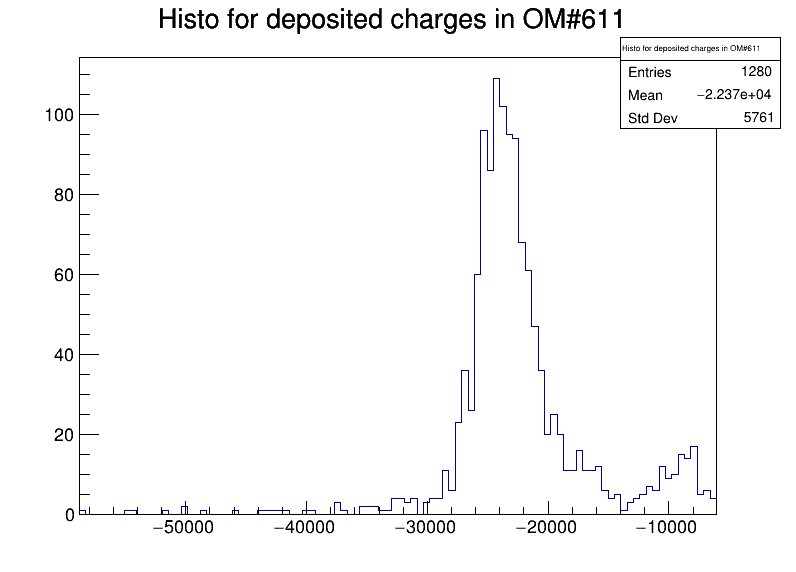 Histo for deposited charges in OM#611
Histo for deposited charges in OM#611
Entries 1280
Mean −2.237e+04
Std Dev 5761
100
80
60
40
20
0
−50000 −40000 −30000 −20000 −10000